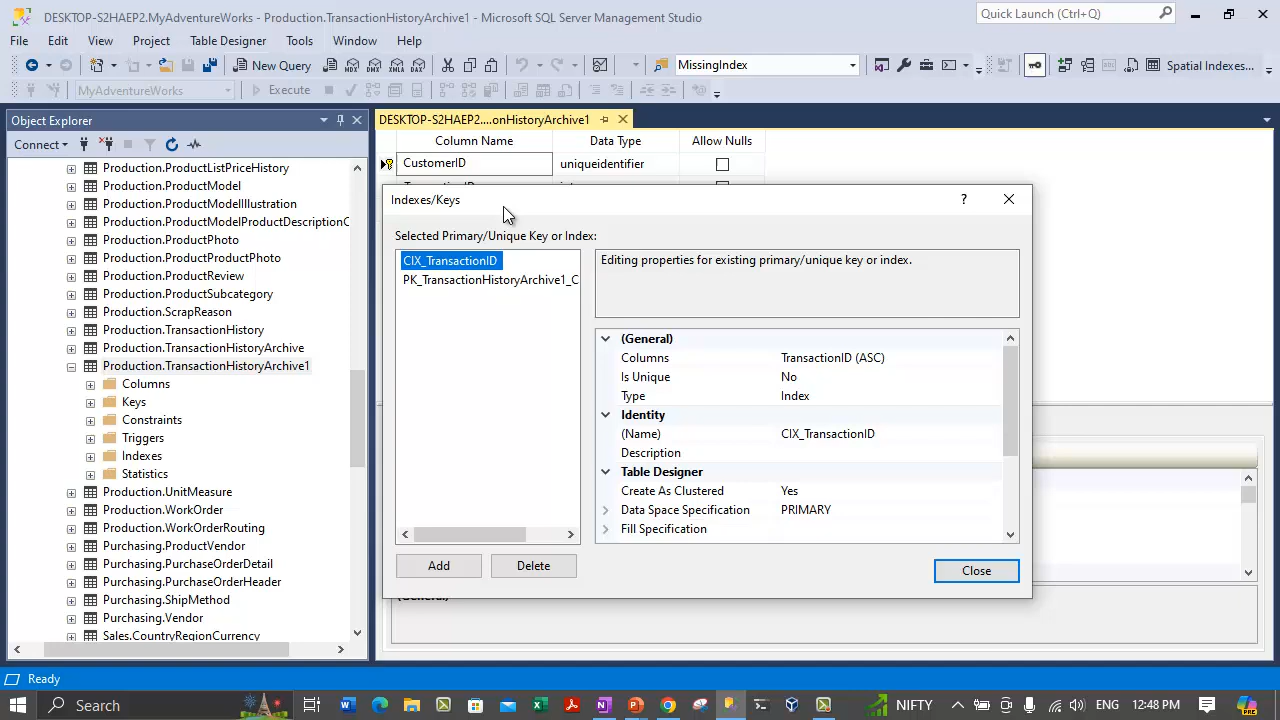 DESKTOP-S2HAEP2.MyAdventureWorks - Production.TransactionHistoryArchive1 - Microsoft SQL Server Management Studio
Quick Launch (Ctrl+Q)
File Edit View Project Table Designer Tools Window Help
New Query MDX DMX XMLA DAX MissingIndex Spatial Indexes...
MyAdventureWorks Execute
Object Explorer
DESKTOP-S2HAEP2....onHistoryArchive1
Connect
Column Name Data Type Allow Nulls
CustomerID uniqueidentifier
Production.ProductListPriceHistory
Production.ProductModel
Production.ProductModelIllustration
Production.ProductModelProductDescriptionC
Production.ProductPhoto
Production.ProductProductPhoto
Production.ProductReview
Production.ProductSubcategory
Production.ScrapReason
Production.TransactionHistory
Production.TransactionHistoryArchive
Production.TransactionHistoryArchive1
Columns
Keys
Constraints
Triggers
Indexes
Statistics
Production.UnitMeasure
Production.WorkOrder
Production.WorkOrderRouting
Purchasing.ProductVendor
Purchasing.PurchaseOrderDetail
Purchasing.PurchaseOrderHeader
Purchasing.ShipMethod
Purchasing.Vendor
Sales.CountryRegionCurrency
Indexes/Keys
?
Selected Primary/Unique Key or Index:
CIX_TransactionID
PK_TransactionHistoryArchive1_C
Editing properties for existing primary/unique key or index.
(General)
Columns TransactionID (ASC)
Is Unique No
Type Index
Identity
(Name) CIX_TransactionID
Description
Table Designer
Create As Clustered Yes
Data Space Specification PRIMARY
Fill Specification
Add Delete Close
(General)
Ready
Search NIFTY ENG 12:48 PM